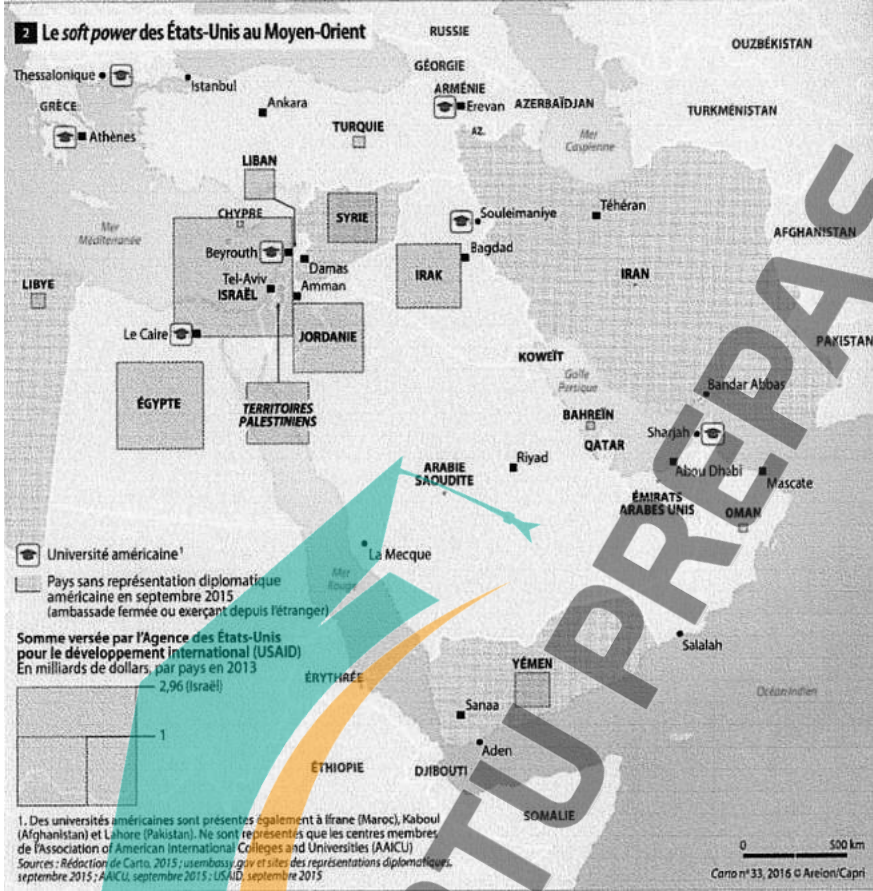 2 Le soft power des États-Unis au Moyen-Orient
RUSSIE
OUZBÉKISTAN
GÉORGIE
Thessalonique
Istanbul
ARMÉNIE
GRÈCE
Ankara
Erevan
AZERBAÏDJAN
TURKMÉNISTAN
Athènes
TURQUIE
AZ.
Mer
Caspienne
LIBAN
CHYPRE
SYRIE
Souleimaniye
Téhéran
Mer
Méditerranée
AFGHANISTAN
Beyrouth
Damas
Bagdad
IRAK
IRAN
LIBYE
Tel-Aviv
ISRAËL
Amman
Le Caire
JORDANIE
PAKISTAN
KOWEÏT
Golfe
Persique
Bandar Abbas
ÉGYPTE
TERRITOIRES
PALESTINIENS
BAHREÏN
Sharjah
QATAR
Riyad
ARABIE
SAOUDITE
Abou Dhabi
Mascate
ÉMIRATS
ARABES UNIS
OMAN
Université américaine¹
La Mecque
Mer
Rouge
Pays sans représentation diplomatique
américaine en septembre 2015
(ambassade fermée ou exerçant depuis l'étranger)
Salalah
Somme versée par l'Agence des États-Unis
pour le développement international (USAID)
En milliards de dollars, par pays en 2013
2,96 (Israël)
1
ÉRYTHRÉE
YÉMEN
Océan Indien
Sanaa
Aden
ÉTHIOPIE
DJIBOUTI
SOMALIE
1. Des universités américaines sont présentes également à Ifrane (Maroc), Kaboul
(Afghanistan) et Lahore (Pakistan). Ne sont représentés que les centres membres
de l'Association of American International Colleges and Universities (AAICU)
Sources : Rédaction de Carto, 2015 ; usembassy.gov et sites des représentations diplomatiques,
septembre 2015 ; AAICU, septembre 2015 ; USAID, septembre 2015
0 500 km
Carto n° 33, 2016 © Areion/Capri
TU PREPAS